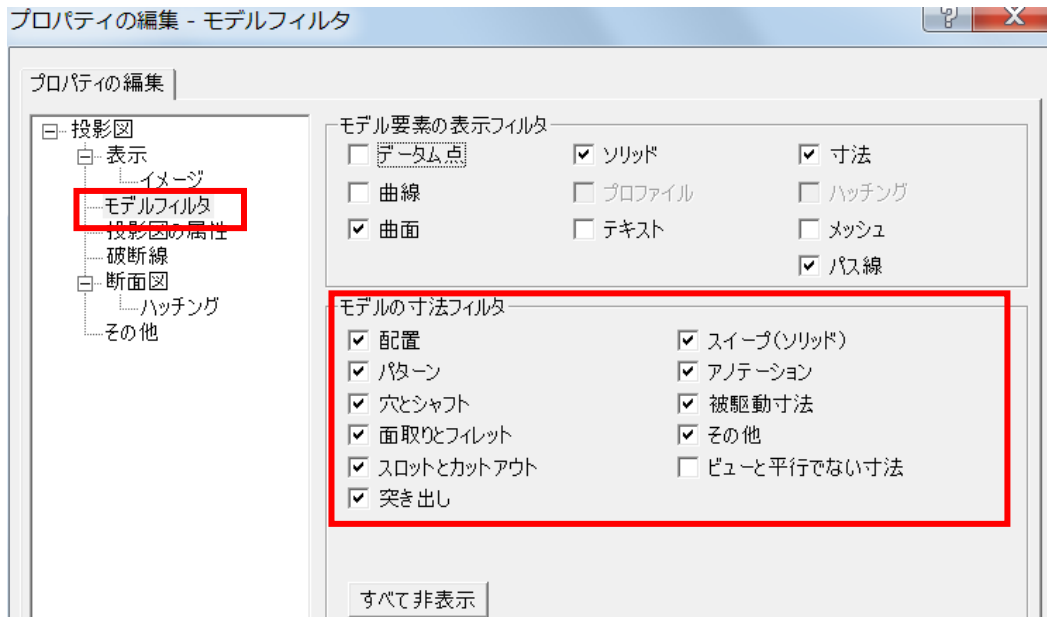 プロパティの編集 - モデルフィルタ
プロパティの編集
投影図
表示
イメージ
モデルフィルタ
投影図の属性
破断線
断面図
ハッチング
その他
モデル要素の表示フィルタ
データム点 ソリッド 寸法
曲線 プロファイル ハッチング
曲面 テキスト メッシュ
パス線
モデルの寸法フィルタ
配置 スイープ(ソリッド)
パターン アノテーション
穴とシャフト 被駆動寸法
面取りとフィレット その他
スロットとカットアウト ビューと平行でない寸法
突き出し
すべて非表示